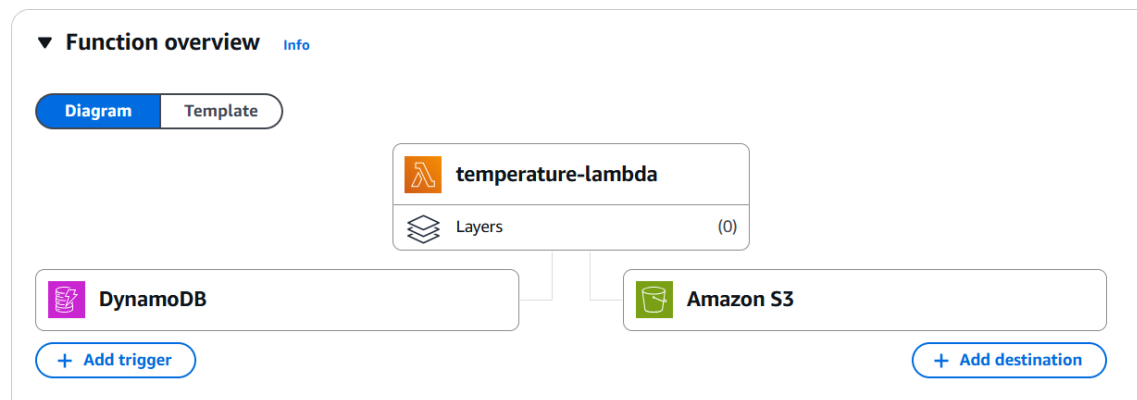 Function overview Info
Diagram Template
temperature-lambda
Layers (0)
DynamoDB Amazon S3
+ Add trigger + Add destination